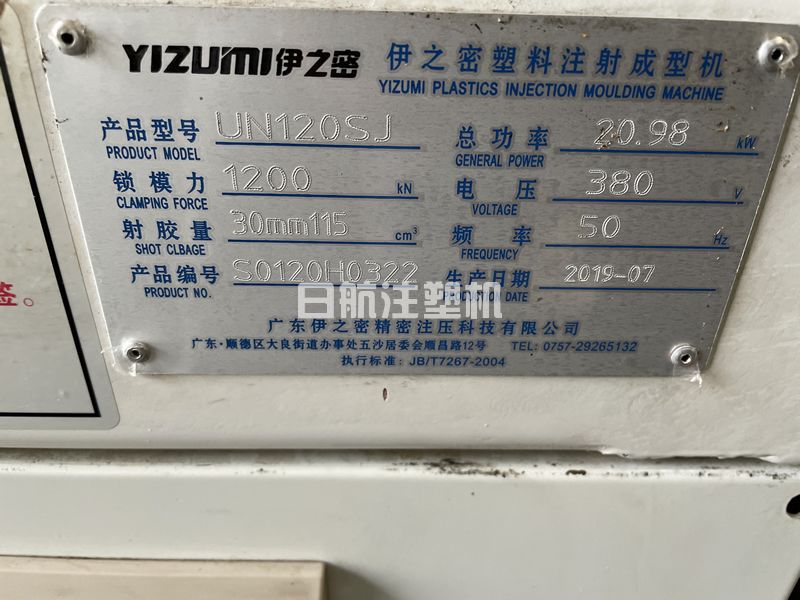 YIZUMI伊之密 伊之密塑料注射成型机
YIZUMI PLASTICS INJECTION MOULDING MACHINE
产品型号 UN120SJ 总功率 20.98 kW
PRODUCT MODEL GENERAL POWER
锁模力 1200 kN 电压 380 V
CLAMPING FORCE VOLTAGE
射胶量 30mm115 cm³ 频率 50 Hz
SHOT CLBAGE FREQUENCY
产品编号 S0120H0322 生产日期 2019-07
PRODUCT NO. PRODUCTION DATE
日航注塑机
广东伊之密精密注压科技有限公司
广东·顺德区大良街道办事处五沙居委会顺昌路12号 TEL: 0757-29265132
执行标准: JB/T7267-2004
签。